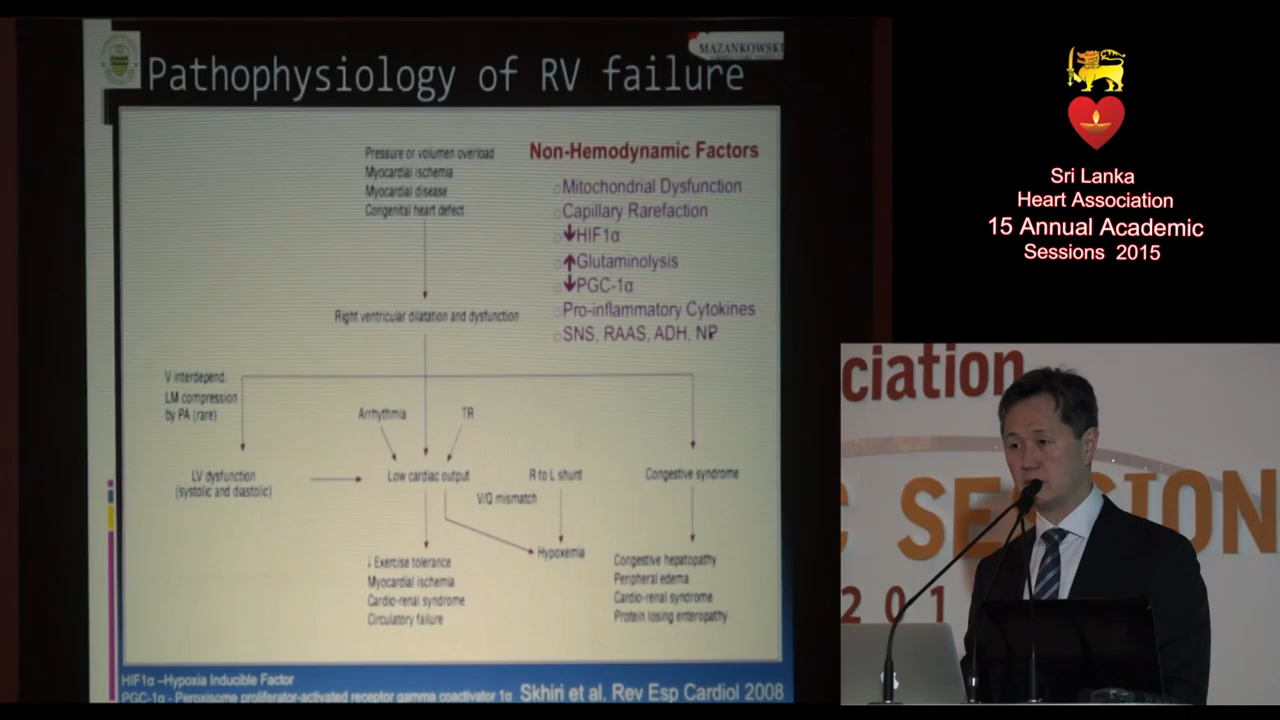 MAZANKOWSKI
Pathophysiology of RV failure
Pressure or volumen overload
Myocardial ischemia
Myocardial disease
Congenital heart defect
Non-Hemodynamic Factors
Mitochondrial Dysfunction
Capillary Rarefaction
↓HIF1α
↑Glutaminolysis
↓PGC-1α
Pro-inflammatory Cytokines
SNS, RAAS, ADH, NP
Right ventricular dilatation and dysfunction
V interdepend.
LM compression
by PA (rare)
Arrhythmia
TR
LV dysfunction
(systolic and diastolic)
Low cardiac output
R to L shunt
V/Q mismatch
Congestive syndrome
Hypoxemia
↓ Exercise tolerance
Myocardial ischemia
Cardio-renal syndrome
Circulatory failure
Congestive hepatopathy
Peripheral edema
Cardio-renal syndrome
Protein losing enteropathy
HIF1α –Hypoxia Inducible Factor
PGC-1α - Peroxisome proliferator-activated receptor gamma coactivator 1α
Skhiri et al. Rev Esp Cardiol 2008
Sri Lanka
Heart Association
15 Annual Academic
Sessions 2015
ciation
C SESSION
201